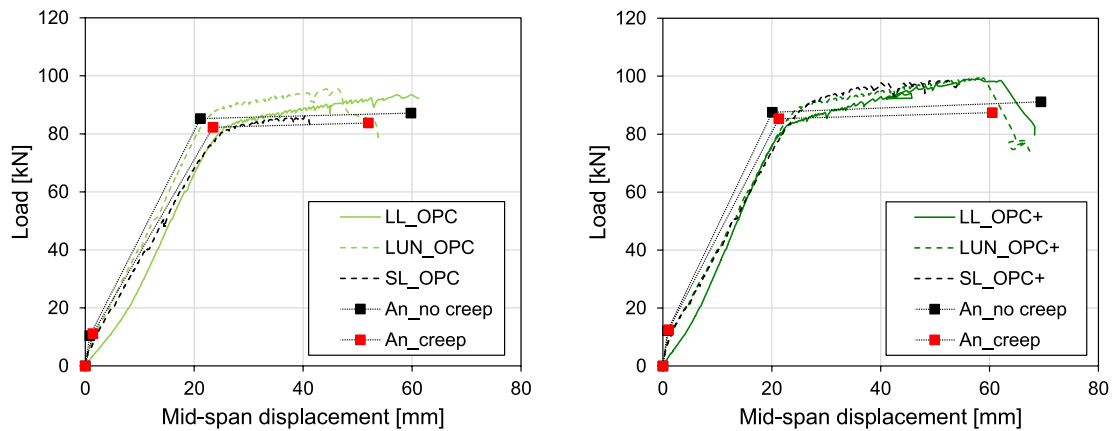 120
100
80
60
40
20
0
Load [kN]
0 20 40 60 80
Mid-span displacement [mm]
LL_OPC
LUN_OPC
SL_OPC
An_no creep
An_creep
120
100
80
60
40
20
0
Load [kN]
0 20 40 60 80
Mid-span displacement [mm]
LL_OPC+
LUN_OPC+
SL_OPC+
An_no creep
An_creep